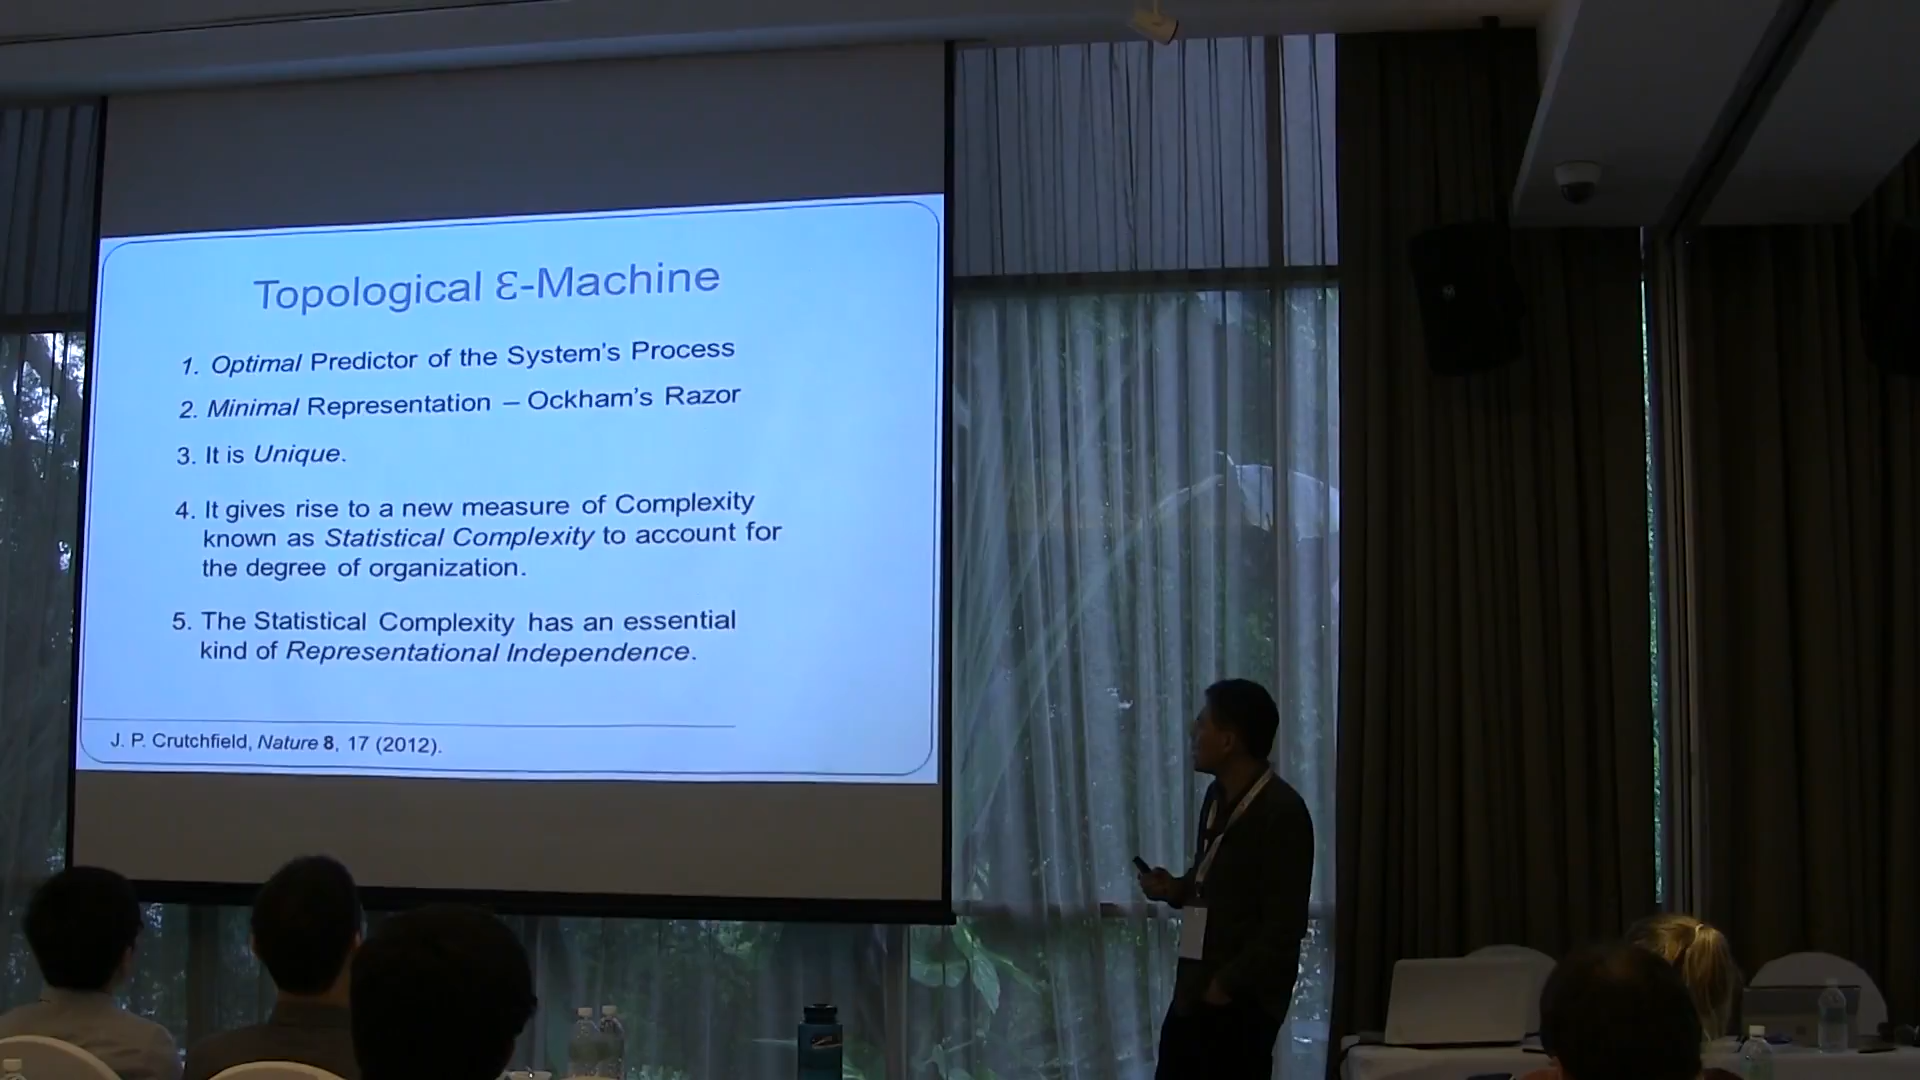 Topological Ɛ-Machine
1. Optimal Predictor of the System's Process
2. Minimal Representation – Ockham's Razor
3. It is Unique.
4. It gives rise to a new measure of Complexity
known as Statistical Complexity to account for
the degree of organization.
5. The Statistical Complexity has an essential
kind of Representational Independence.
J. P. Crutchfield, Nature 8, 17 (2012).